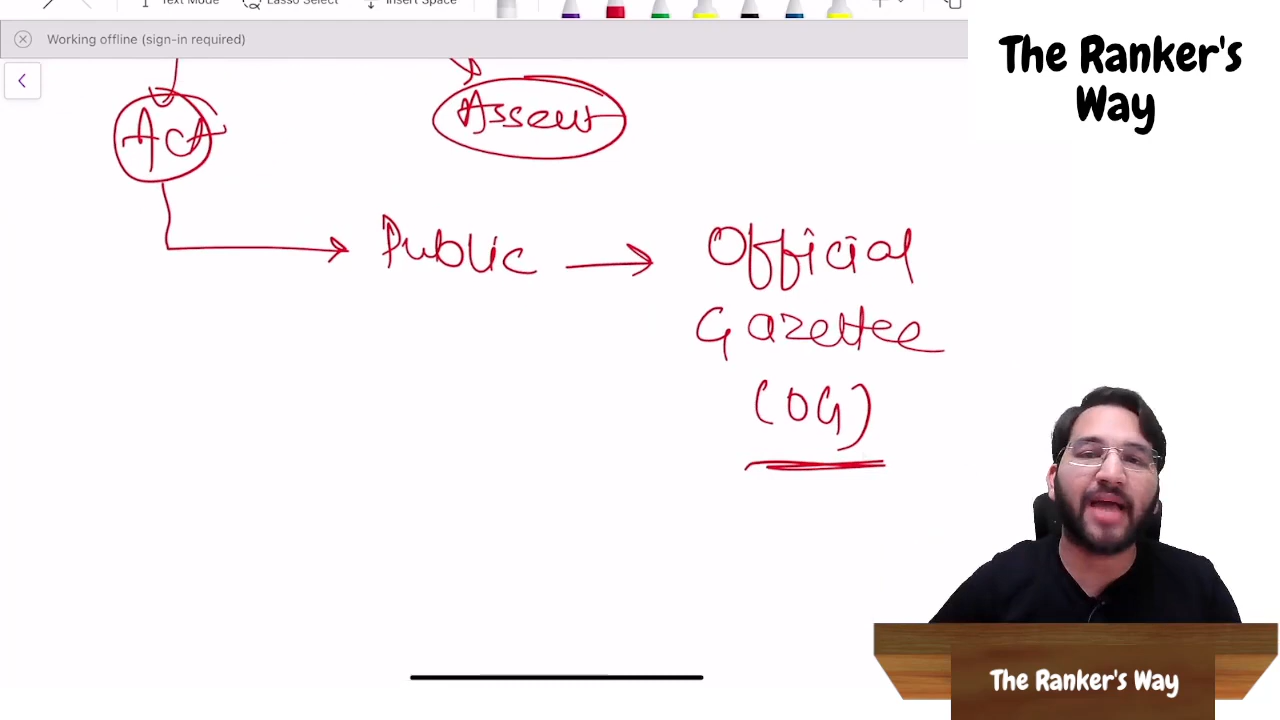 Text Mode
Lasso Select
Insert Space
Working offline (sign-in required)
The Ranker's
Way
Assent
Act
Public
Official
Gazettee
(OG)
The Ranker's Way